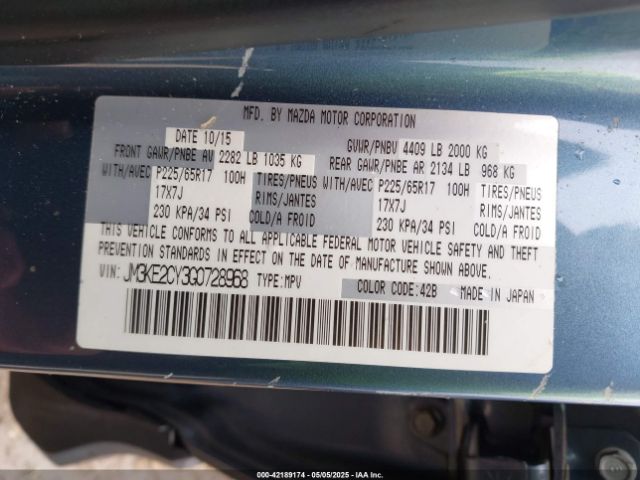 MFD. BY MAZDA MOTOR CORPORATION
DATE 10/15 GVWR/PNBV 4409 LB 2000 KG
FRONT GAWR/PNBE AV 2282 LB 1035 KG REAR GAWR/PNBE AR 2134 LB 968 KG
WITH/AVEC P225/65R17 100H TIRES/PNEUS WITH/AVEC P225/65R17 100H TIRES/PNEUS
17X7J RIMS/JANTES 17X7J RIMS/JANTES
230 KPA/34 PSI COLD/A FROID 230 KPA/34 PSI COLD/A FROID
THIS VEHICLE CONFORMS TO ALL APPLICABLE FEDERAL MOTOR VEHICLE SAFETY AND THEFT
PREVENTION STANDARDS IN EFFECT ON THE DATE OF MANUFACTURE SHOWN ABOVE.
VIN: JM3KE2CY3G0728968 TYPE: MPV COLOR CODE: 42B MADE IN JAPAN
00-42189174 05/05/2025 IAA Inc.